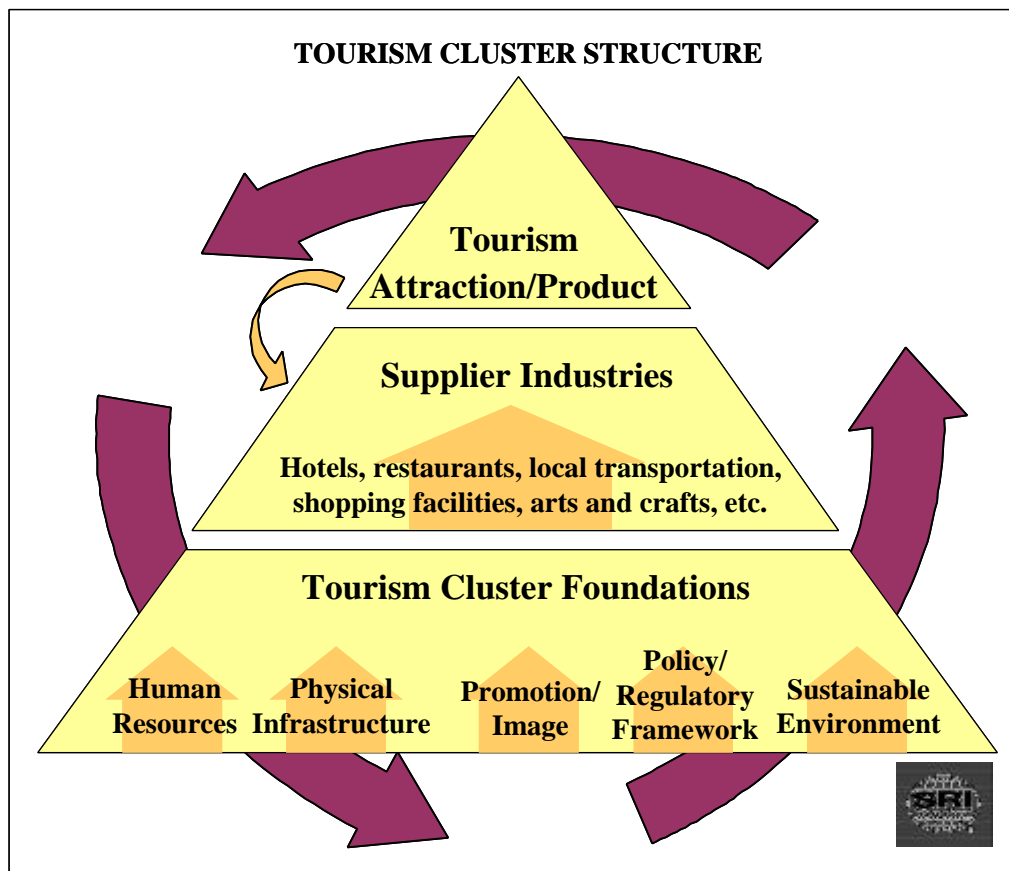 TOURISM CLUSTER STRUCTURE
Tourism
Attraction/Product
Supplier Industries
Hotels, restaurants, local transportation,
shopping facilities, arts and crafts, etc.
Tourism Cluster Foundations
Human
Resources
Physical
Infrastructure
Promotion/
Image
Policy/
Regulatory
Framework
Sustainable
Environment
SRI